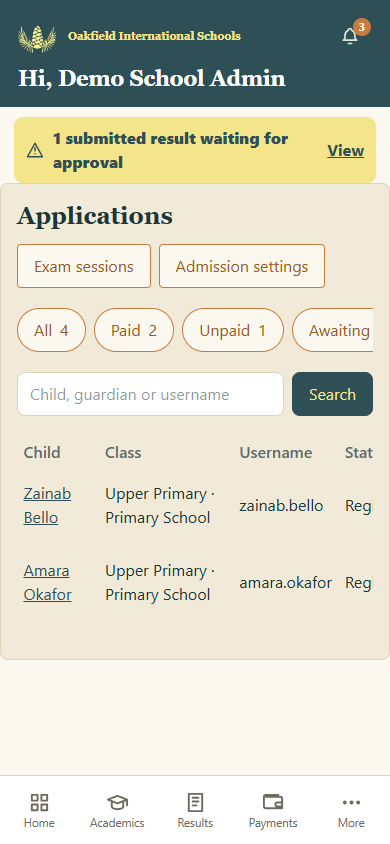 Oakfield International Schools
3
Hi, Demo School Admin
1 submitted result waiting for
approval
View
Applications
Exam sessions
Admission settings
All 4
Paid 2
Unpaid 1
Awaiting
Child, guardian or username
Search
Child Class Username Stat
Zainab Upper Primary · zainab.bello Regi
Bello Primary School
Amara Upper Primary · amara.okafor Regi
Okafor Primary School
Home Academics Results Payments More